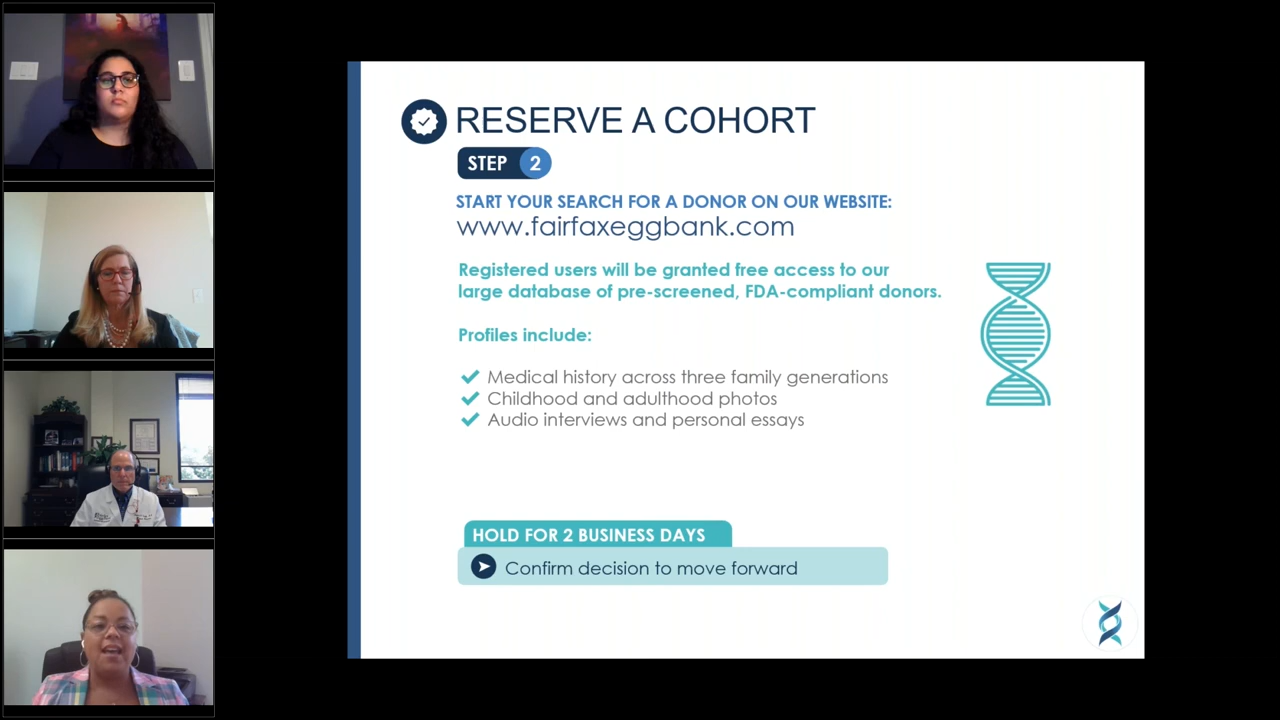 RESERVE A COHORT
STEP 2
START YOUR SEARCH FOR A DONOR ON OUR WEBSITE:
www.fairfaxeggbank.com
Registered users will be granted free access to our
large database of pre-screened, FDA-compliant donors.
Profiles include:
Medical history across three family generations
Childhood and adulthood photos
Audio interviews and personal essays
HOLD FOR 2 BUSINESS DAYS
Confirm decision to move forward